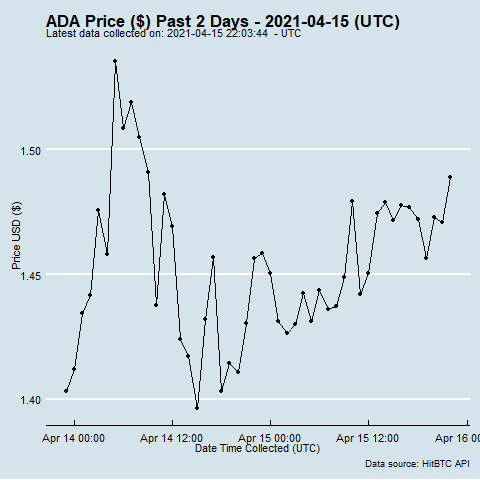 ADA Price ($) Past 2 Days - 2021-04-15 (UTC)
Latest data collected on: 2021-04-15 22:03:44 - UTC
1.50
1.45
1.40
Price USD ($)
Apr 14 00:00
Apr 14 12:00
Apr 15 00:00
Apr 15 12:00
Apr 16 00:00
Date Time Collected (UTC)
Data source: HitBTC API